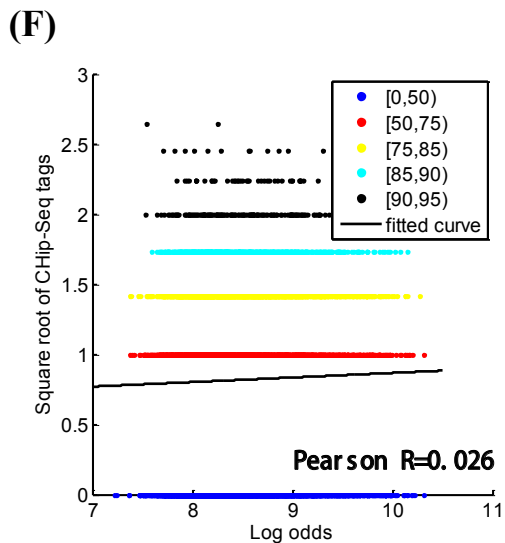 (F)
3
2.5
2
1.5
1
0.5
0
Square root of CHip-Seq tags
[0,50)
[50,75)
[75,85)
[85,90)
[90,95)
fitted curve
Pearson R=0.026
7 8 9 10 11
Log odds